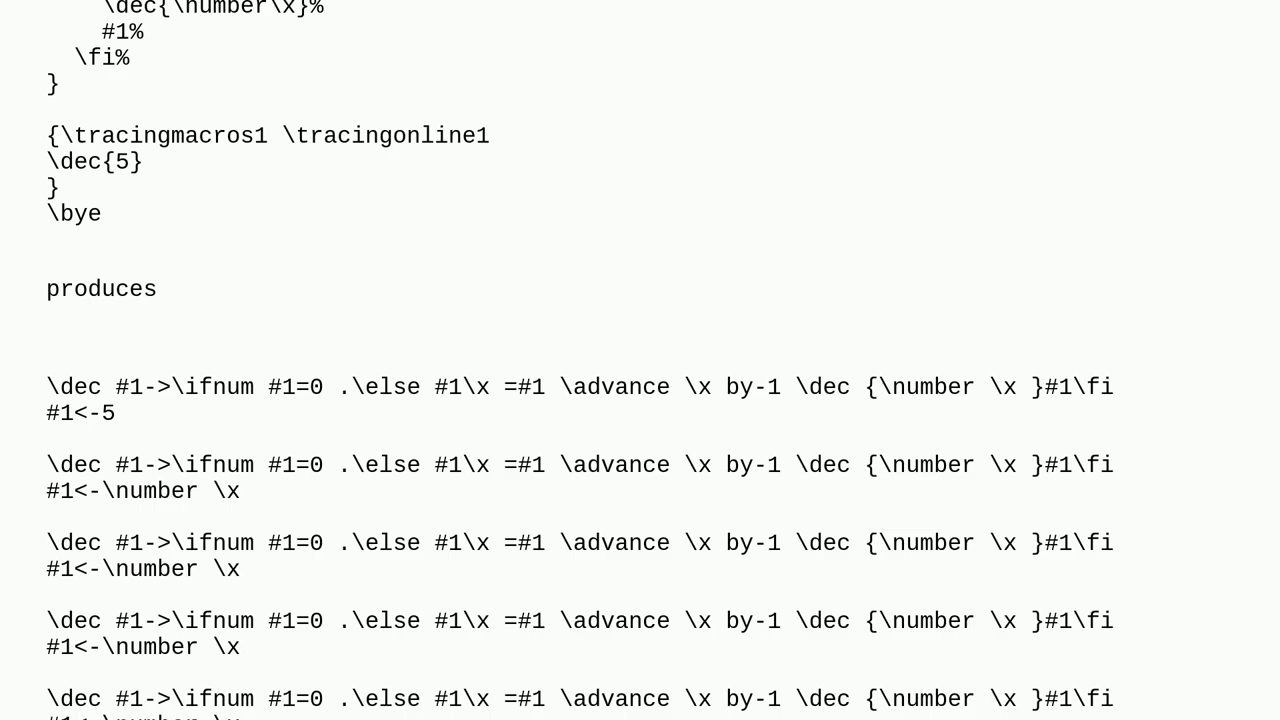 \dec{\number\x}%
#1%
\fi%
}
{\tracingmacros1 \tracingonline1
\dec{5}
}
\bye
produces
\dec #1->\ifnum #1=0 .\else #1\x =#1 \advance \x by-1 \dec {\number \x }#1\fi
#1<-5
\dec #1->\ifnum #1=0 .\else #1\x =#1 \advance \x by-1 \dec {\number \x }#1\fi
#1<-\number \x
\dec #1->\ifnum #1=0 .\else #1\x =#1 \advance \x by-1 \dec {\number \x }#1\fi
#1<-\number \x
\dec #1->\ifnum #1=0 .\else #1\x =#1 \advance \x by-1 \dec {\number \x }#1\fi
#1<-\number \x
\dec #1->\ifnum #1=0 .\else #1\x =#1 \advance \x by-1 \dec {\number \x }#1\fi
#1<-\number \x